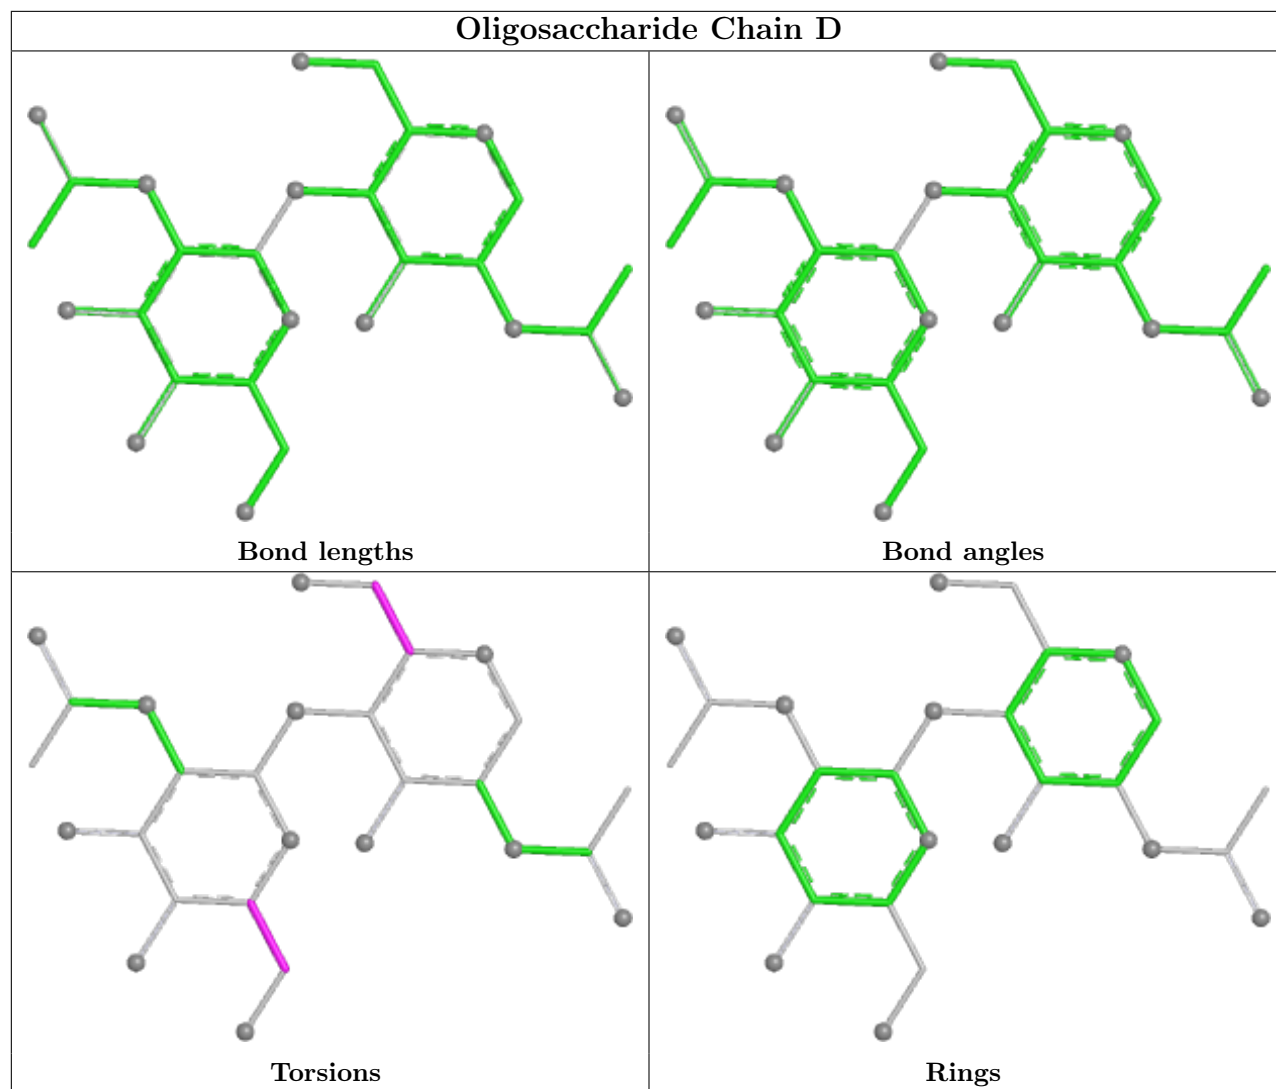 Oligosaccharide Chain D
Bond lengths
Bond angles
Torsions
Rings